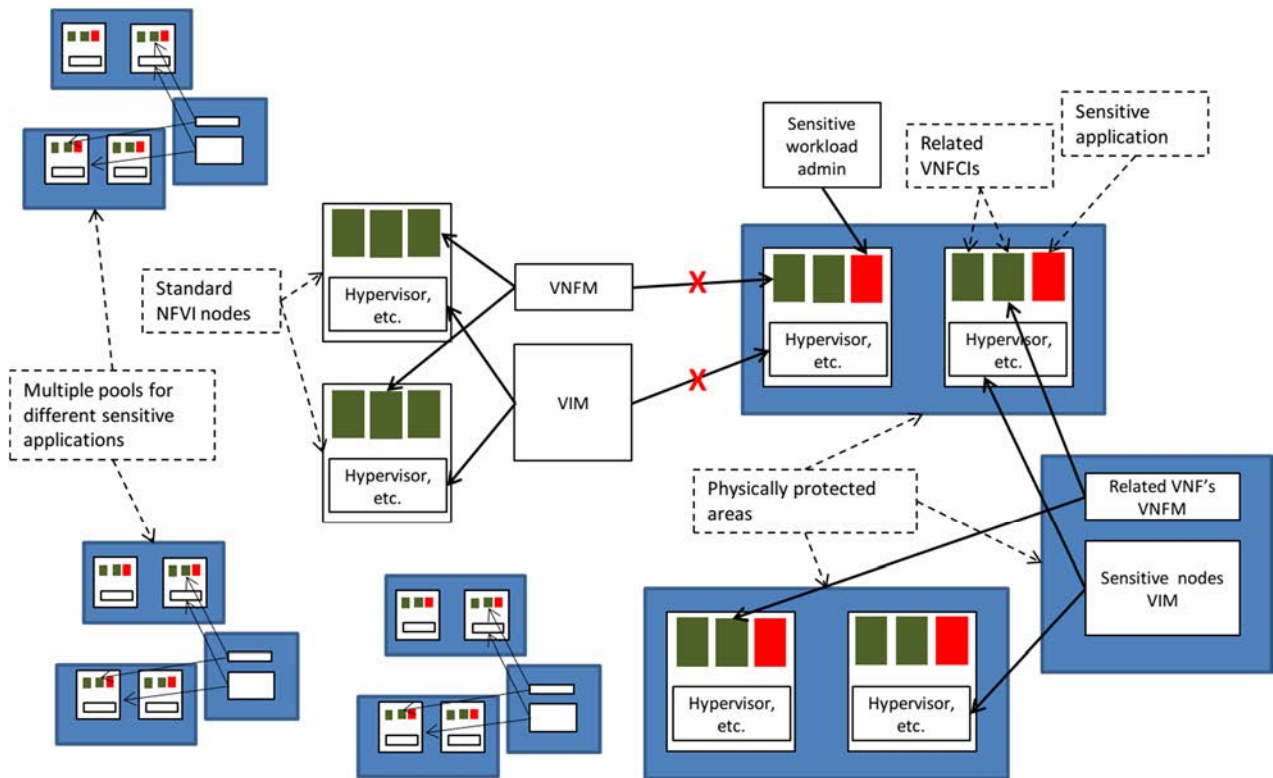 Sensitive
workload
admin
Related
VNFCIs
Sensitive
application
Standard
NFVI nodes
Hypervisor,
etc.
VNFM
X
Hypervisor,
etc.
Hypervisor,
etc.
VIM
X
Multiple pools for
different sensitive
applications
Hypervisor,
etc.
Physically protected
areas
Related VNF's
VNFM
Sensitive nodes
VIM
Hypervisor,
etc.
Hypervisor,
etc.